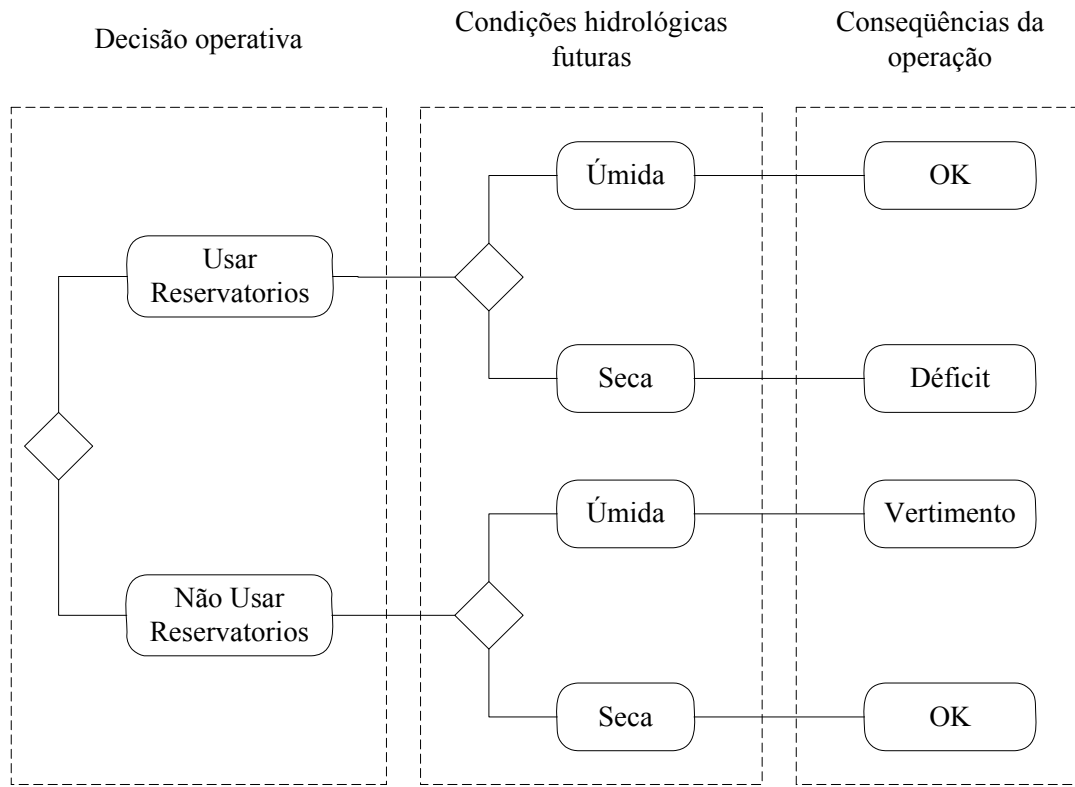 Decisão operativa
Condições hidrológicas
futuras
Conseqüências da
operação
Usar
Reservatorios
Úmida
OK
Seca
Déficit
Não Usar
Reservatorios
Úmida
Vertimento
Seca
OK